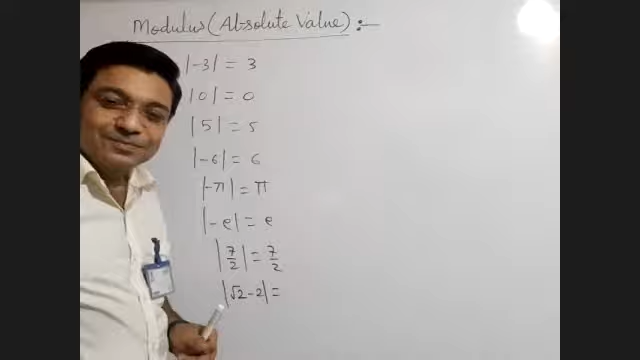 Modulus (Absolute Value) :-
|-3| = 3
|0| = 0
|5| = 5
|-6| = 6
|-π| = π
|-e| = e
|7/2| = 7/2
|√2-2| =